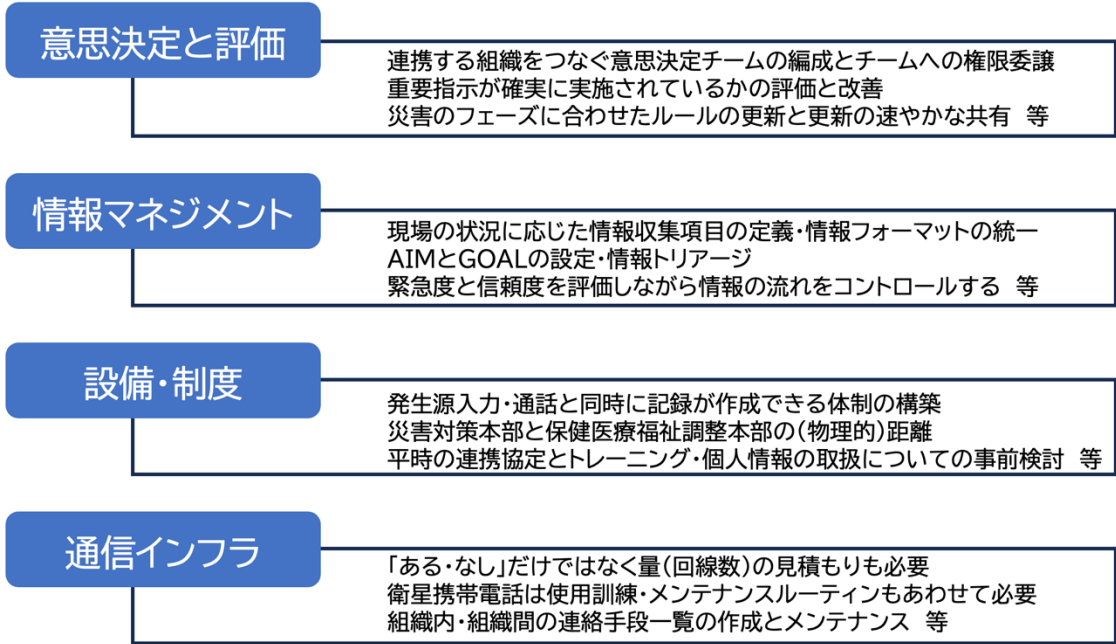 意思決定と評価
連携する組織をつなぐ意思決定チームの編成とチームへの権限委譲
重要指示が確実に実施されているかの評価と改善
災害のフェーズに合わせたルールの更新と更新の速やかな共有　等
情報マネジメント
現場の状況に応じた情報収集項目の定義・情報フォーマットの統一
AIMとGOALの設定・情報トリアージ
緊急度と信頼度を評価しながら情報の流れをコントロールする　等
設備・制度
発生源入力・通話と同時に記録が作成できる体制の構築
災害対策本部と保健医療福祉調整本部の(物理的)距離
平時の連携協定とトレーニング・個人情報の取扱についての事前検討　等
通信インフラ
「ある・なし」だけではなく量(回線数)の見積もりも必要
衛星携帯電話は使用訓練・メンテナンスルーティンもあわせて必要
組織内・組織間の連絡手段一覧の作成とメンテナンス　等